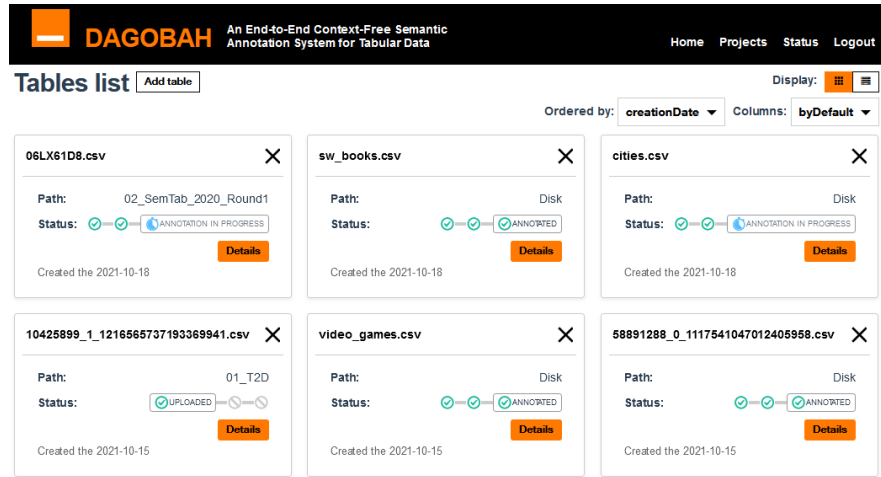 DAGOBAH
An End-to-End Context-Free Semantic
Annotation System for Tabular Data
Home Projects Status Logout
Tables list Add table
Display:
Ordered by: creationDate Columns: byDefault
06LX61D8.csv
Path: 02_SemTab_2020_Round1
Status: ANNOTATION IN PROGRESS
Details
Created the 2021-10-18
sw_books.csv
Path: Disk
Status: ANNOTATED
Details
Created the 2021-10-18
cities.csv
Path: Disk
Status: ANNOTATION IN PROGRESS
Details
Created the 2021-10-18
10425899_1_1216565737193369941.csv
Path: 01_T2D
Status: UPLOADED
Details
Created the 2021-10-15
video_games.csv
Path: Disk
Status: ANNOTATED
Details
Created the 2021-10-15
58891288_0_1117541047012405958.csv
Path: Disk
Status: ANNOTATED
Details
Created the 2021-10-15